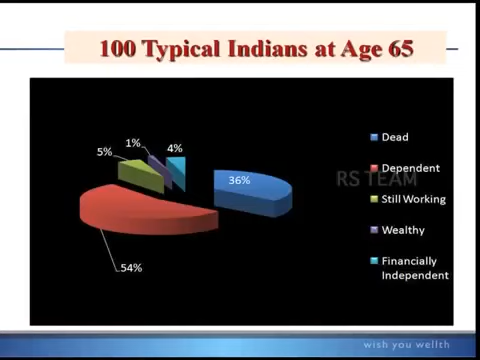 100 Typical Indians at Age 65
5%
1%
4%
36%
54%
Dead
Dependent
RS TEAM
Still Working
Wealthy
Financially
Independent
wish you wellth